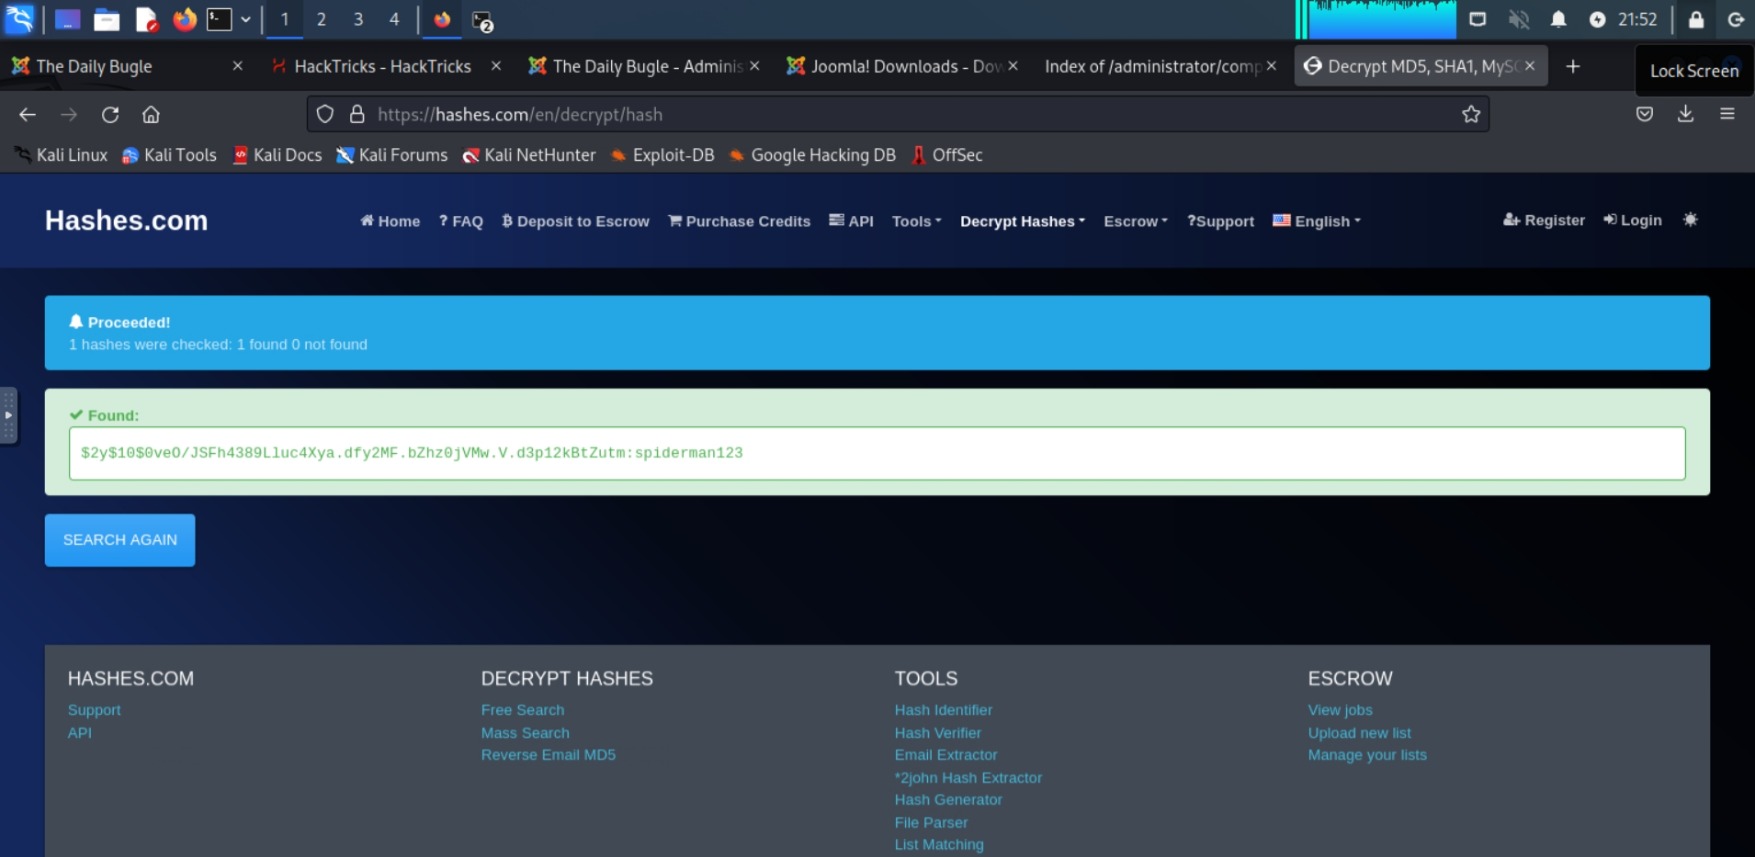 1 2 3 4 2 21:52
The Daily Bugle HackTricks - HackTricks The Daily Bugle - Adminis Joomla! Downloads - Dow Index of /administrator/comp Decrypt MD5, SHA1, MySQ Lock Screen
https://hashes.com/en/decrypt/hash
Kali Linux Kali Tools Kali Docs Kali Forums Kali NetHunter Exploit-DB Google Hacking DB OffSec
Hashes.com Home ? FAQ Deposit to Escrow Purchase Credits API Tools Decrypt Hashes Escrow ?Support English Register Login
Proceeded!
1 hashes were checked: 1 found 0 not found
Found:
$2y$10$0veO/JSFh4389Lluc4Xya.dfy2MF.bZhz0jVMw.V.d3p12kBtZutm:spiderman123
SEARCH AGAIN
HASHES.COM DECRYPT HASHES TOOLS ESCROW
Support Free Search Hash Identifier View jobs
API Mass Search Hash Verifier Upload new list
Reverse Email MD5 Email Extractor Manage your lists
*2john Hash Extractor
Hash Generator
File Parser
List Matching